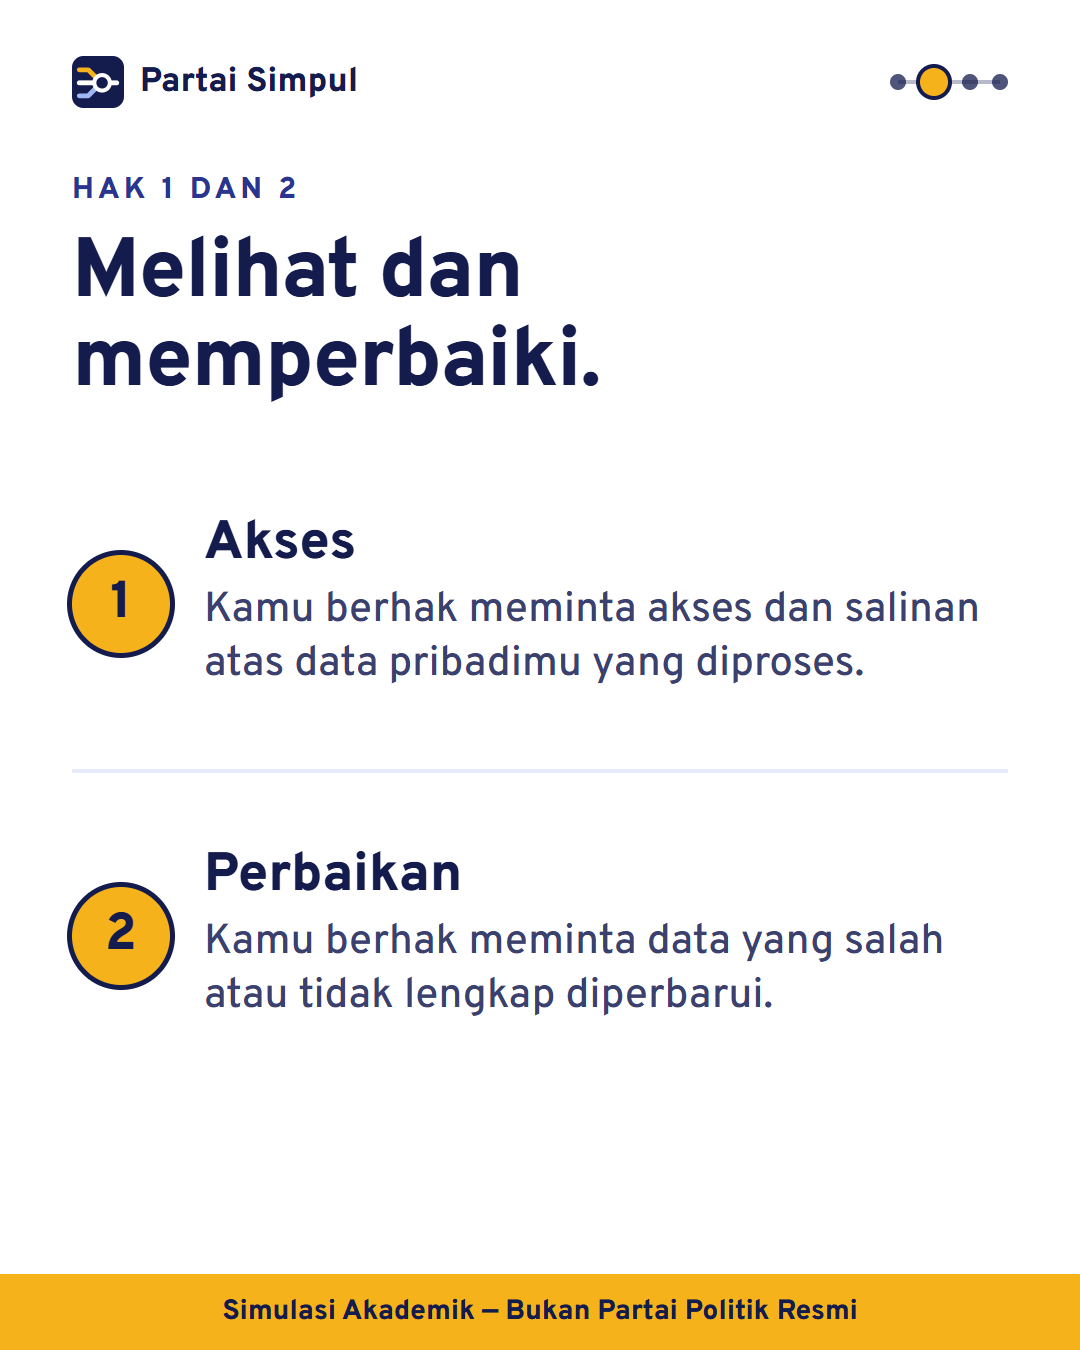 Partai Simpul
HAK 1 DAN 2
Melihat dan
memperbaiki.
1
Akses
Kamu berhak meminta akses dan salinan
atas data pribadimu yang diproses.
2
Perbaikan
Kamu berhak meminta data yang salah
atau tidak lengkap diperbarui.
Simulasi Akademik – Bukan Partai Politik Resmi